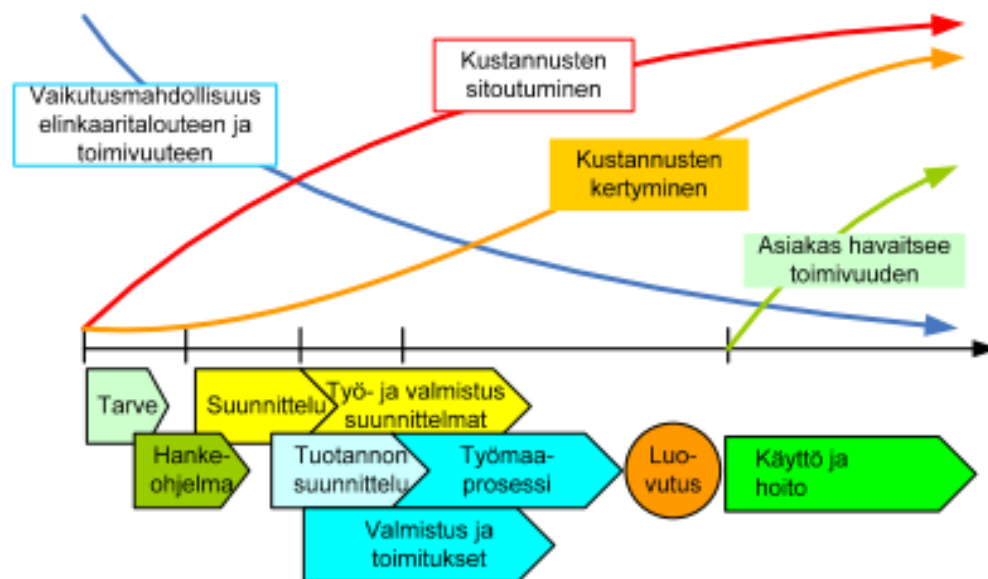 Kustannusten
sitoutuminen
Vaikutusmahdollisuus
elinkaaritalouteen ja
toimivuuteen
Kustannusten
kertyminen
Asiakas havaitsee
toimivuuden
Tarve
Suunnittelu
Työ- ja valmistus
suunnittelmat
Hanke-
ohjelma
Tuotannon
suunnittelu
Työmaa-
prosessi
Luo-
vutus
Käyttö ja
hoito
Valmistus ja
toimitukset